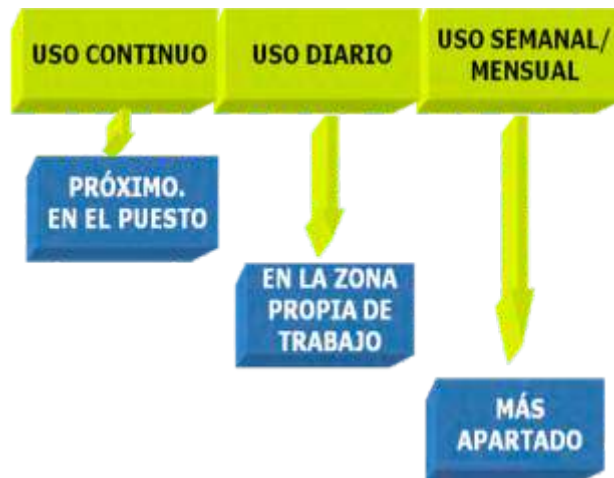 USO CONTINUO
USO DIARIO
USO SEMANAL/
MENSUAL
PRÓXIMO.
EN EL PUESTO
EN LA ZONA
PROPIA DE
TRABAJO
MÁS
APARTADO